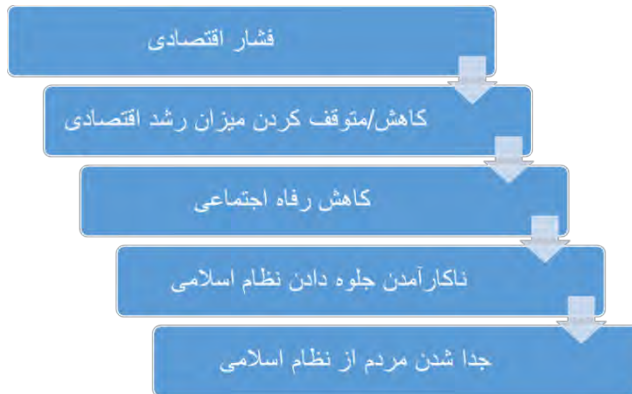 فشار اقتصادی
کاهش/متوقف کردن میزان رشد اقتصادی
کاهش رفاه اجتماعی
ناکارآمدن جلوه دادن نظام اسلامی
جدا شدن مردم از نظام اسلامی